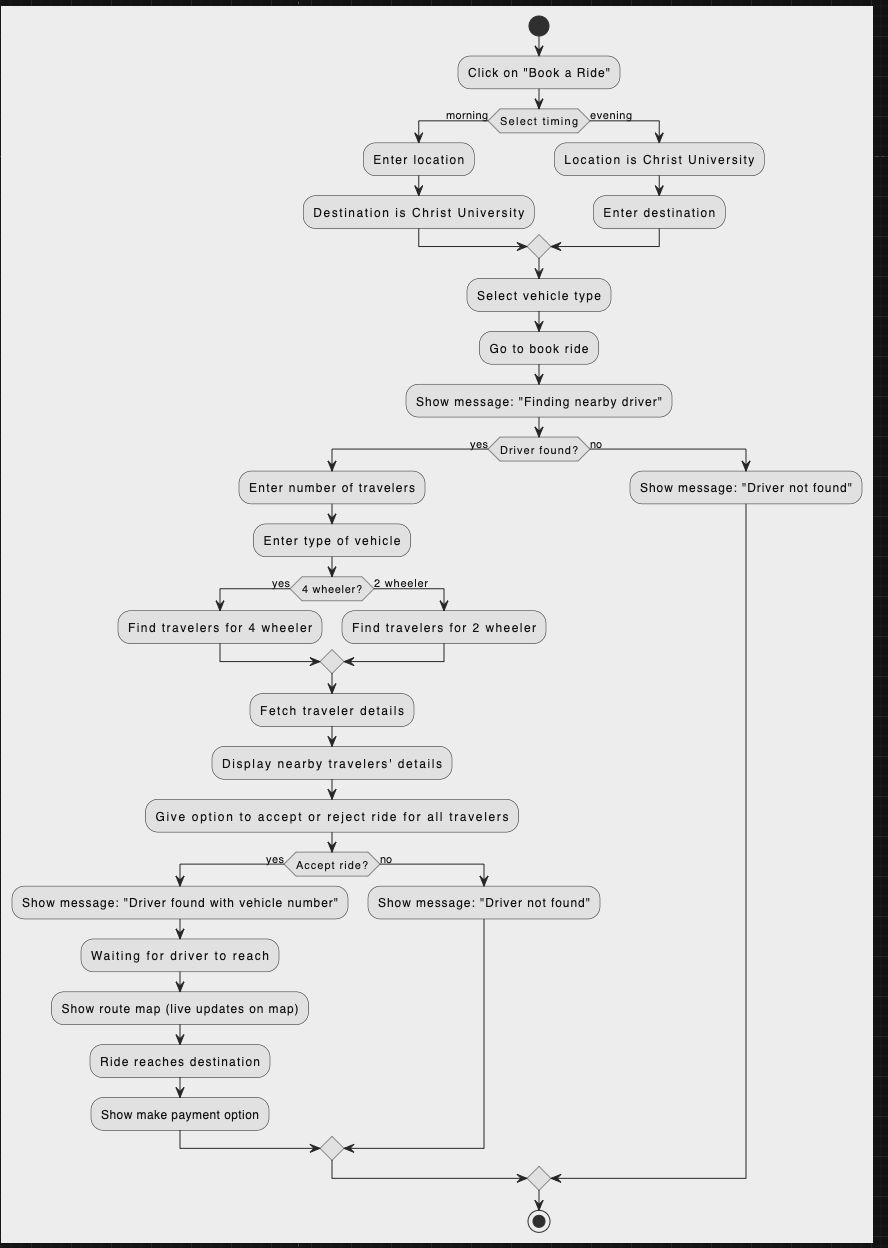 Click on "Book a Ride"
morning
Select timing
evening
Enter location
Location is Christ University
Destination is Christ University
Enter destination
Select vehicle type
Go to book ride
Show message: "Finding nearby driver"
yes
Driver found?
no
Enter number of travelers
Show message: "Driver not found"
Enter type of vehicle
yes
4 wheeler?
2 wheeler
Find travelers for 4 wheeler
Find travelers for 2 wheeler
Fetch traveler details
Display nearby travelers' details
Give option to accept or reject ride for all travelers
yes
Accept ride?
no
Show message: "Driver found with vehicle number"
Show message: "Driver not found"
Waiting for driver to reach
Show route map (live updates on map)
Ride reaches destination
Show make payment option